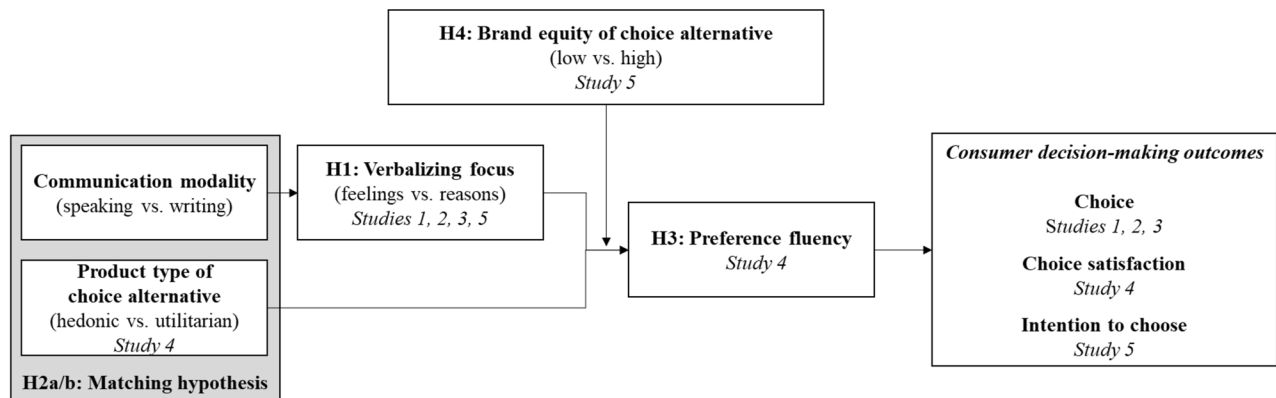 H4: Brand equity of choice alternative
(low vs. high)
Study 5
Communication modality
(speaking vs. writing)
H1: Verbalizing focus
(feelings vs. reasons)
Studies 1, 2, 3, 5
Product type of
choice alternative
(hedonic vs. utilitarian)
Study 4
H2a/b: Matching hypothesis
H3: Preference fluency
Study 4
Consumer decision-making outcomes
Choice
Studies 1, 2, 3
Choice satisfaction
Study 4
Intention to choose
Study 5